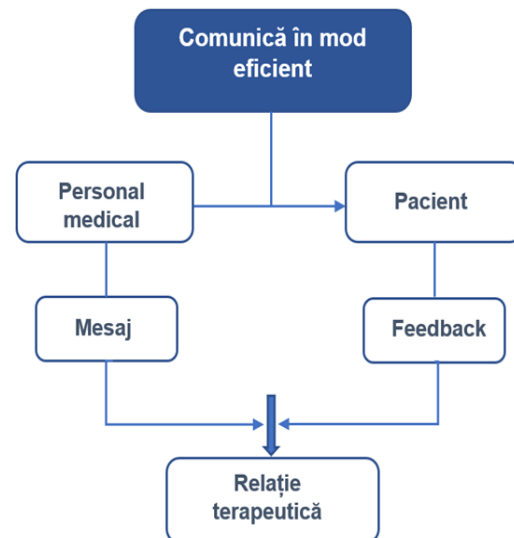 Comunică în mod
eficient
Personal
medical
Pacient
Mesaj
Feedback
Relație
terapeutică